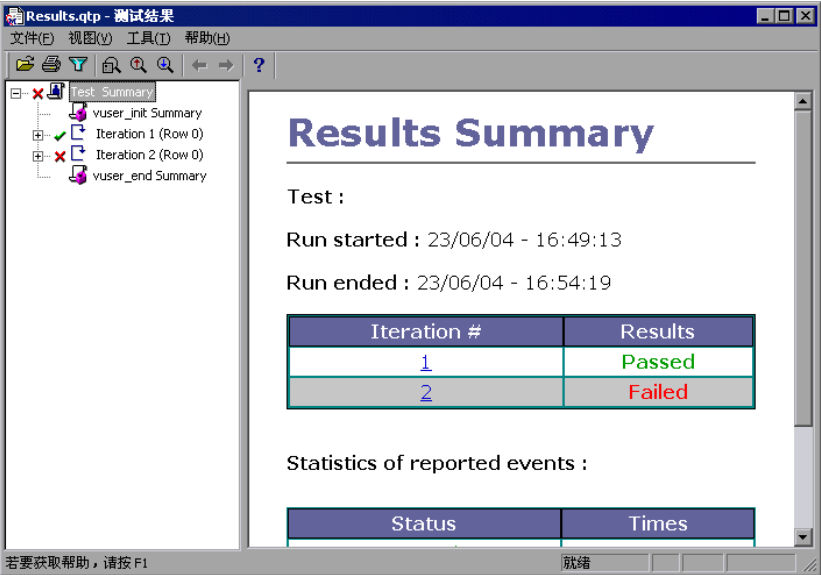 Results.qtp - 测试结果
文件(F) 视图(V) 工具(T) 帮助(H)
?
Test Summary
vuser_init Summary
Iteration 1 (Row 0)
Iteration 2 (Row 0)
vuser_end Summary
Results Summary
Test :
Run started : 23/06/04 - 16:49:13
Run ended : 23/06/04 - 16:54:19
Iteration # Results
1 Passed
2 Failed
Statistics of reported events :
Status Times
若要获取帮助，请按 F1 就绪